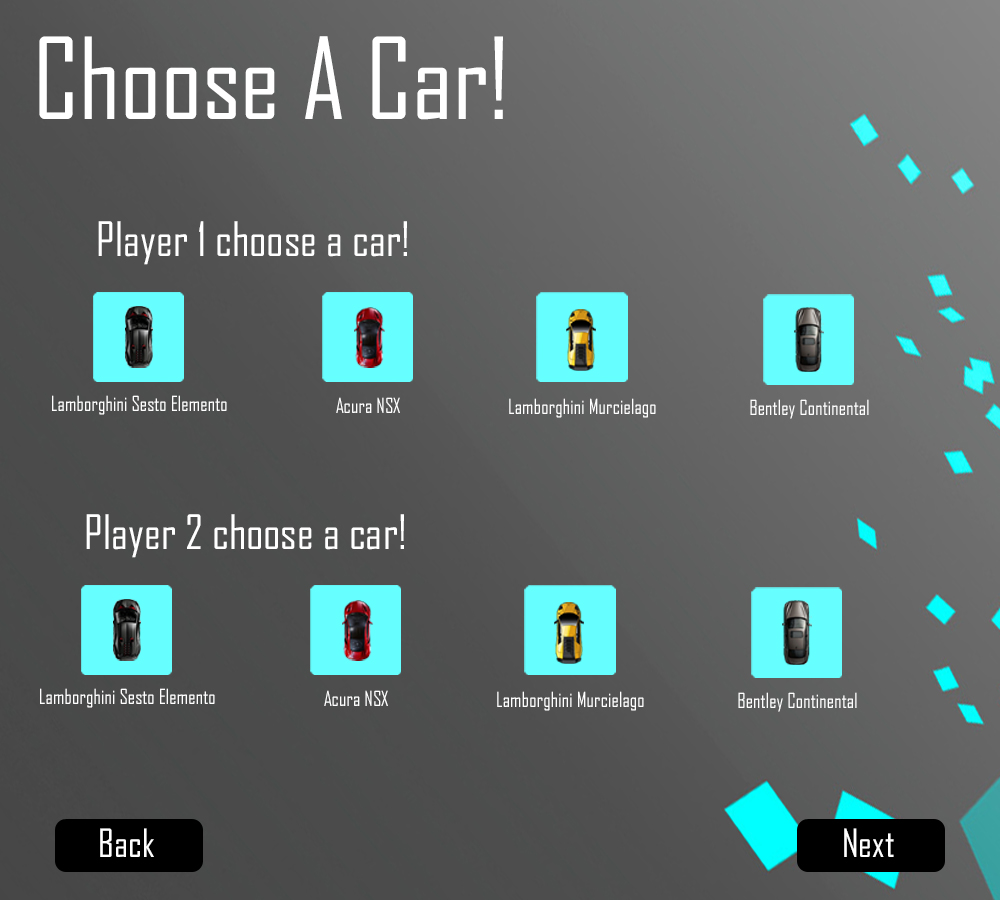 Choose A Car!
Player 1 choose a car!
Lamborghini Sesto Elemento
Acura NSX
Lamborghini Murcielago
Bentley Continental
Player 2 choose a car!
Lamborghini Sesto Elemento
Acura NSX
Lamborghini Murcielago
Bentley Continental
Back
Next